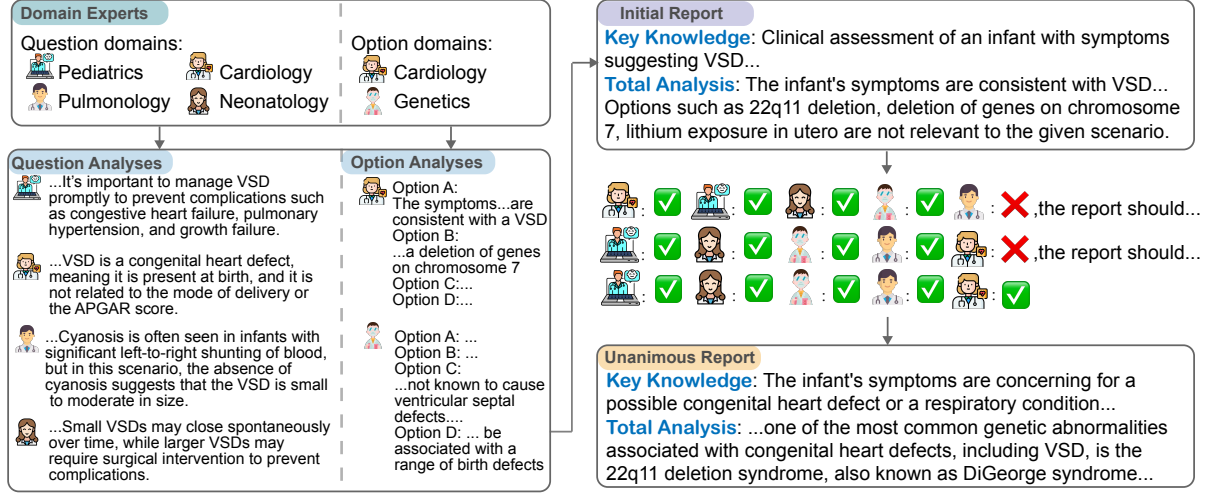 Domain Experts
Question domains:
Pediatrics
Cardiology
Pulmonology
Neonatology
Option domains:
Cardiology
Genetics
Question Analyses
...It's important to manage VSD
promptly to prevent complications such
as congestive heart failure, pulmonary
hypertension, and growth failure.
...VSD is a congenital heart defect,
meaning it is present at birth, and it is
not related to the mode of delivery or
the APGAR score.
...Cyanosis is often seen in infants with
significant left-to-right shunting of blood,
but in this scenario, the absence of
cyanosis suggests that the VSD is small
to moderate in size.
...Small VSDs may close spontaneously
over time, while larger VSDs may
require surgical intervention to prevent
complications.
Option Analyses
Option A:
The symptoms...are
consistent with a VSD
Option B:
...a deletion of genes
on chromosome 7
Option C:...
Option D:...
Option A: ...
Option B: ...
Option C:
...not known to cause
ventricular septal
defects....
Option D: ... be
associated with a
range of birth defects
Initial Report
Key Knowledge: Clinical assessment of an infant with symptoms
suggesting VSD...
Total Analysis: The infant's symptoms are consistent with VSD...
Options such as 22q11 deletion, deletion of genes on chromosome
7, lithium exposure in utero are not relevant to the given scenario.
: : : : : ,the report should...
: : : : : ,the report should...
: : : : :
Unanimous Report
Key Knowledge: The infant's symptoms are concerning for a
possible congenital heart defect or a respiratory condition...
Total Analysis: ...one of the most common genetic abnormalities
associated with congenital heart defects, including VSD, is the
22q11 deletion syndrome, also known as DiGeorge syndrome...